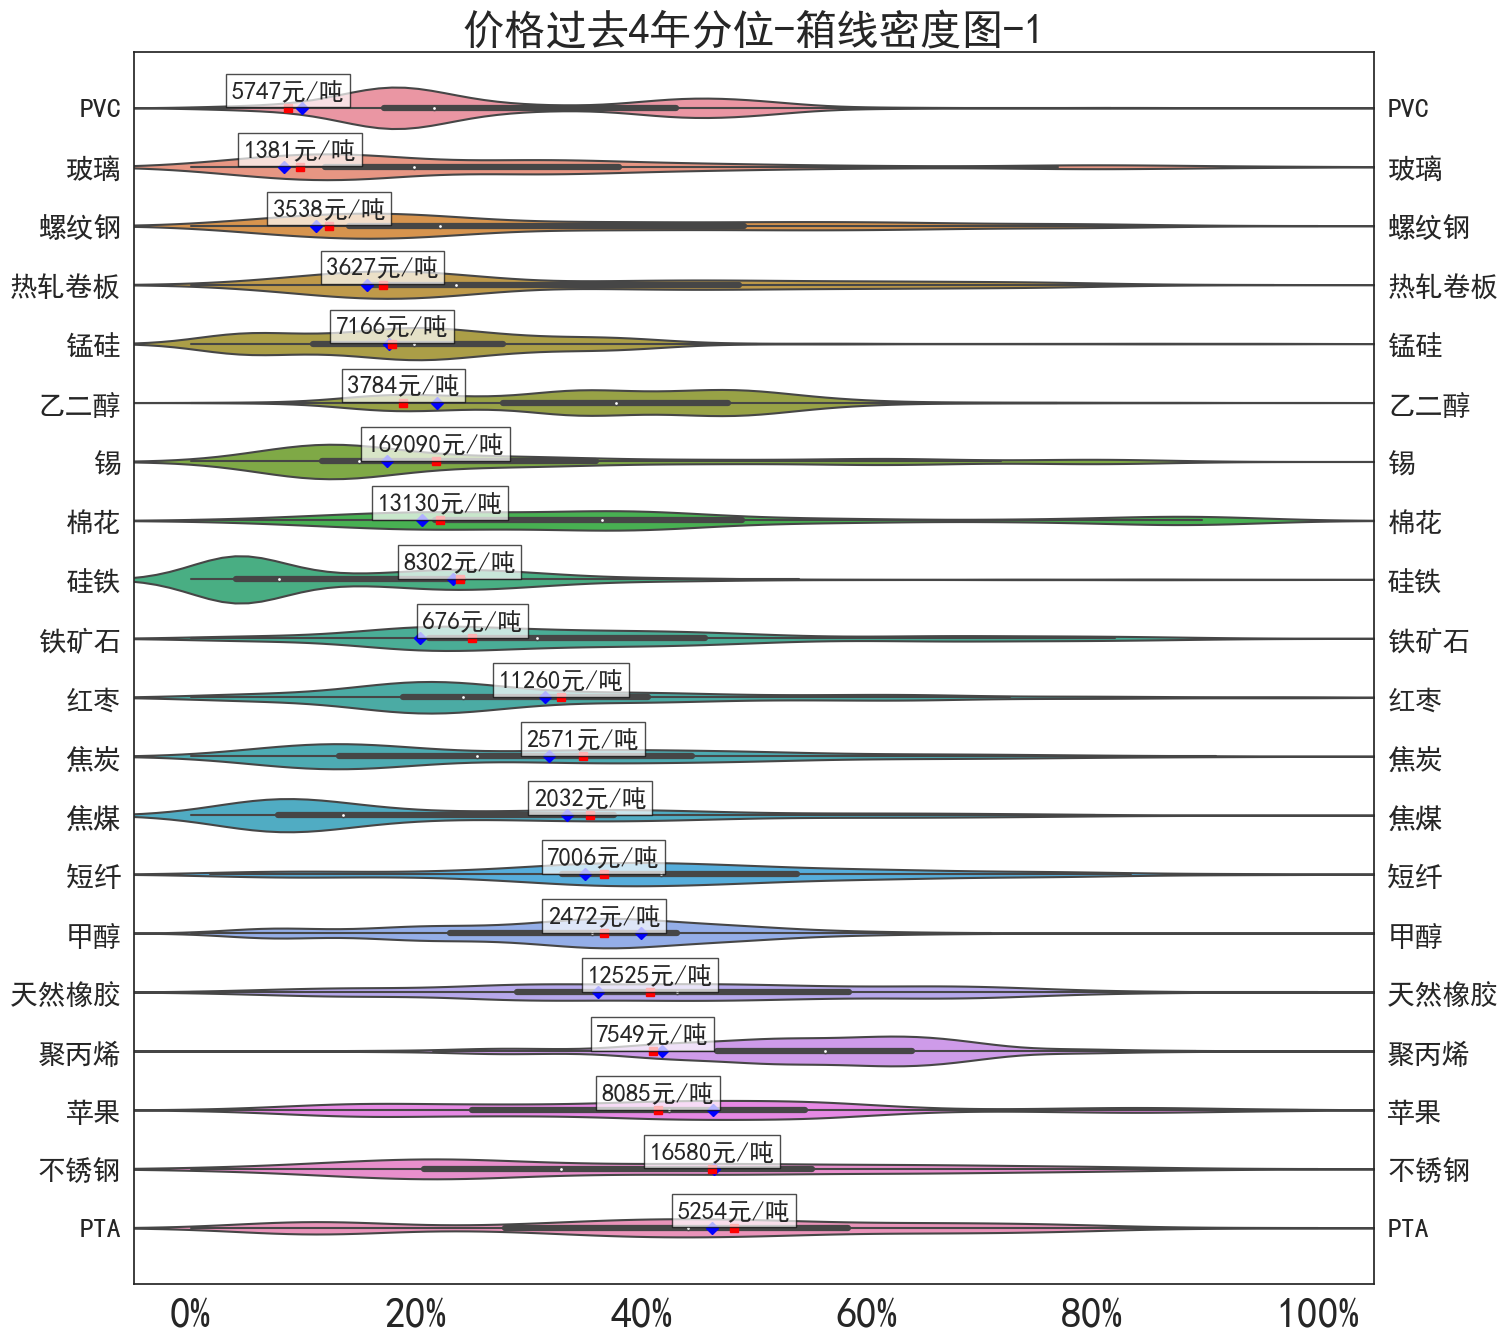 价格过去4年分位-箱线密度图-1
PVC 5747元/吨 PVC
玻璃 1381元/吨 玻璃
螺纹钢 3538元/吨 螺纹钢
热轧卷板 3627元/吨 热轧卷板
锰硅 7166元/吨 锰硅
乙二醇 3784元/吨 乙二醇
锡 169090元/吨 锡
棉花 13130元/吨 棉花
硅铁 8302元/吨 硅铁
铁矿石 676元/吨 铁矿石
红枣 11260元/吨 红枣
焦炭 2571元/吨 焦炭
焦煤 2032元/吨 焦煤
短纤 7006元/吨 短纤
甲醇 2472元/吨 甲醇
天然橡胶 12525元/吨 天然橡胶
聚丙烯 7549元/吨 聚丙烯
苹果 8085元/吨 苹果
不锈钢 16580元/吨 不锈钢
PTA 5254元/吨 PTA
0% 20% 40% 60% 80% 100%